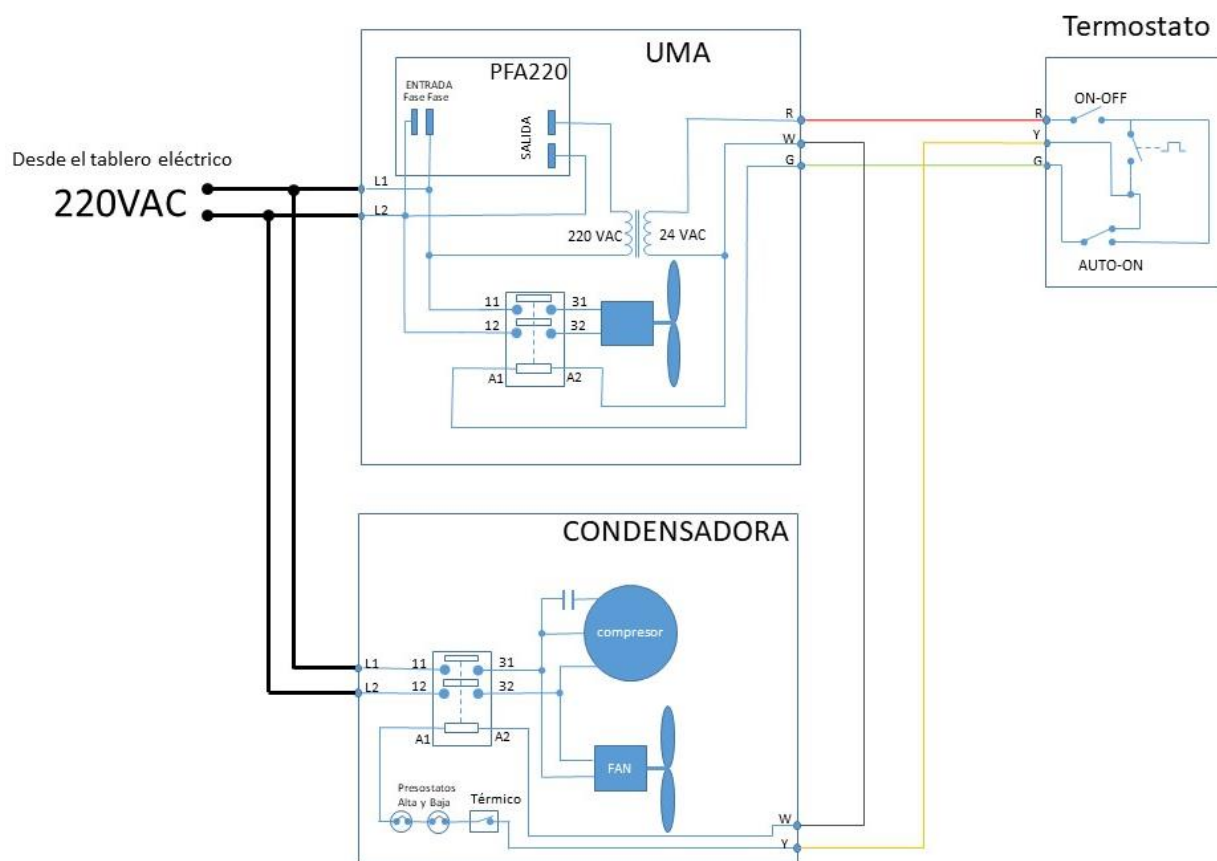 Termostato
UMA
PFA220
ENTRADA
Fase Fase
SALIDA
R
W
G
R
Y
G
ON-OFF
AUTO-ON
Desde el tablero eléctrico
220VAC
L1
L2
220 VAC
24 VAC
11
31
12
32
A1
A2
CONDENSADORA
compresor
L1
11
31
L2
12
32
A1
A2
FAN
Presostatos
Alta y Baja
Térmico
W
Y